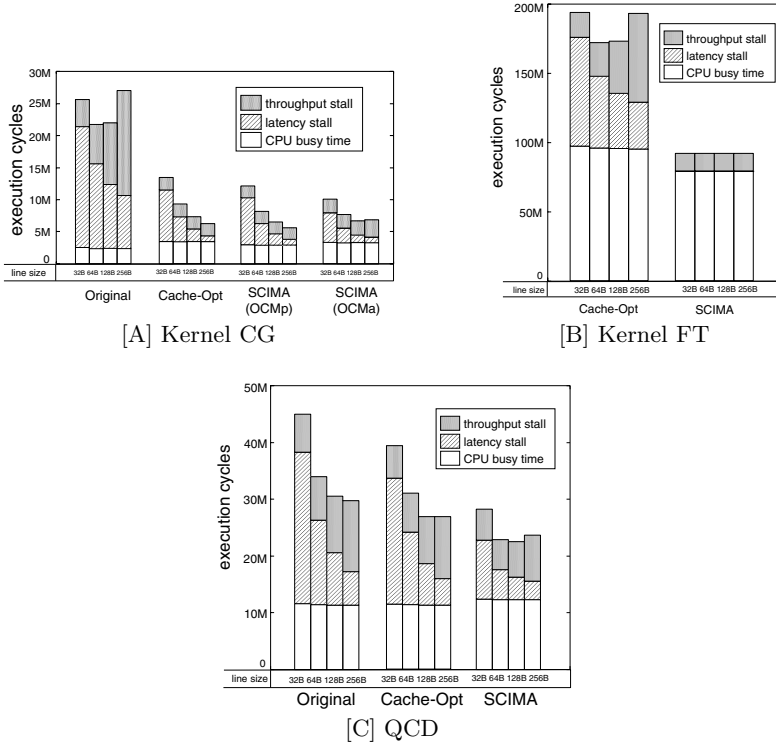 30M
25M
20M
15M
10M
5M
0
execution cycles
throughput stall
latency stall
CPU busy time
line size
32B 64B 128B 256B
32B 64B 128B 256B
32B 64B 128B 256B
32B 64B 128B 256B
Original
Cache-Opt
SCIMA
(OCMp)
SCIMA
(OCMa)
[A] Kernel CG
200M
150M
100M
50M
0
execution cycles
throughput stall
latency stall
CPU busy time
line size
32B 64B 128B 256B
32B 64B 128B 256B
Cache-Opt
SCIMA
[B] Kernel FT
50M
40M
30M
20M
10M
0
execution cycles
throughput stall
latency stall
CPU busy time
line size
32B 64B 128B 256B
32B 64B 128B 256B
32B 64B 128B 256B
Original
Cache-Opt
SCIMA
[C] QCD